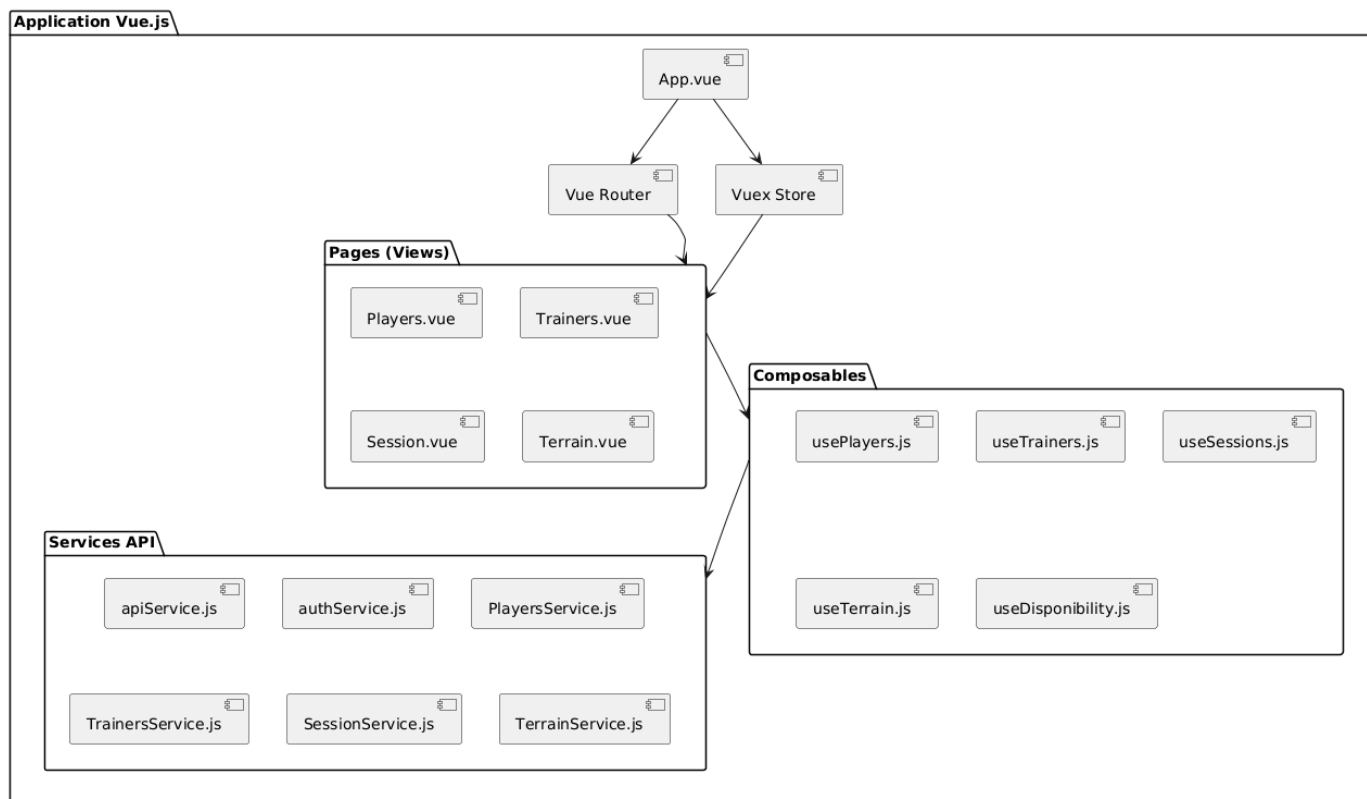 Application Vue.js
App.vue
Vue Router
Vuex Store
Pages (Views)
Players.vue
Trainers.vue
Session.vue
Terrain.vue
Composables
usePlayers.js
useTrainers.js
useSessions.js
useTerrain.js
useDisponibility.js
Services API
apiService.js
authService.js
PlayersService.js
TrainersService.js
SessionService.js
TerrainService.js